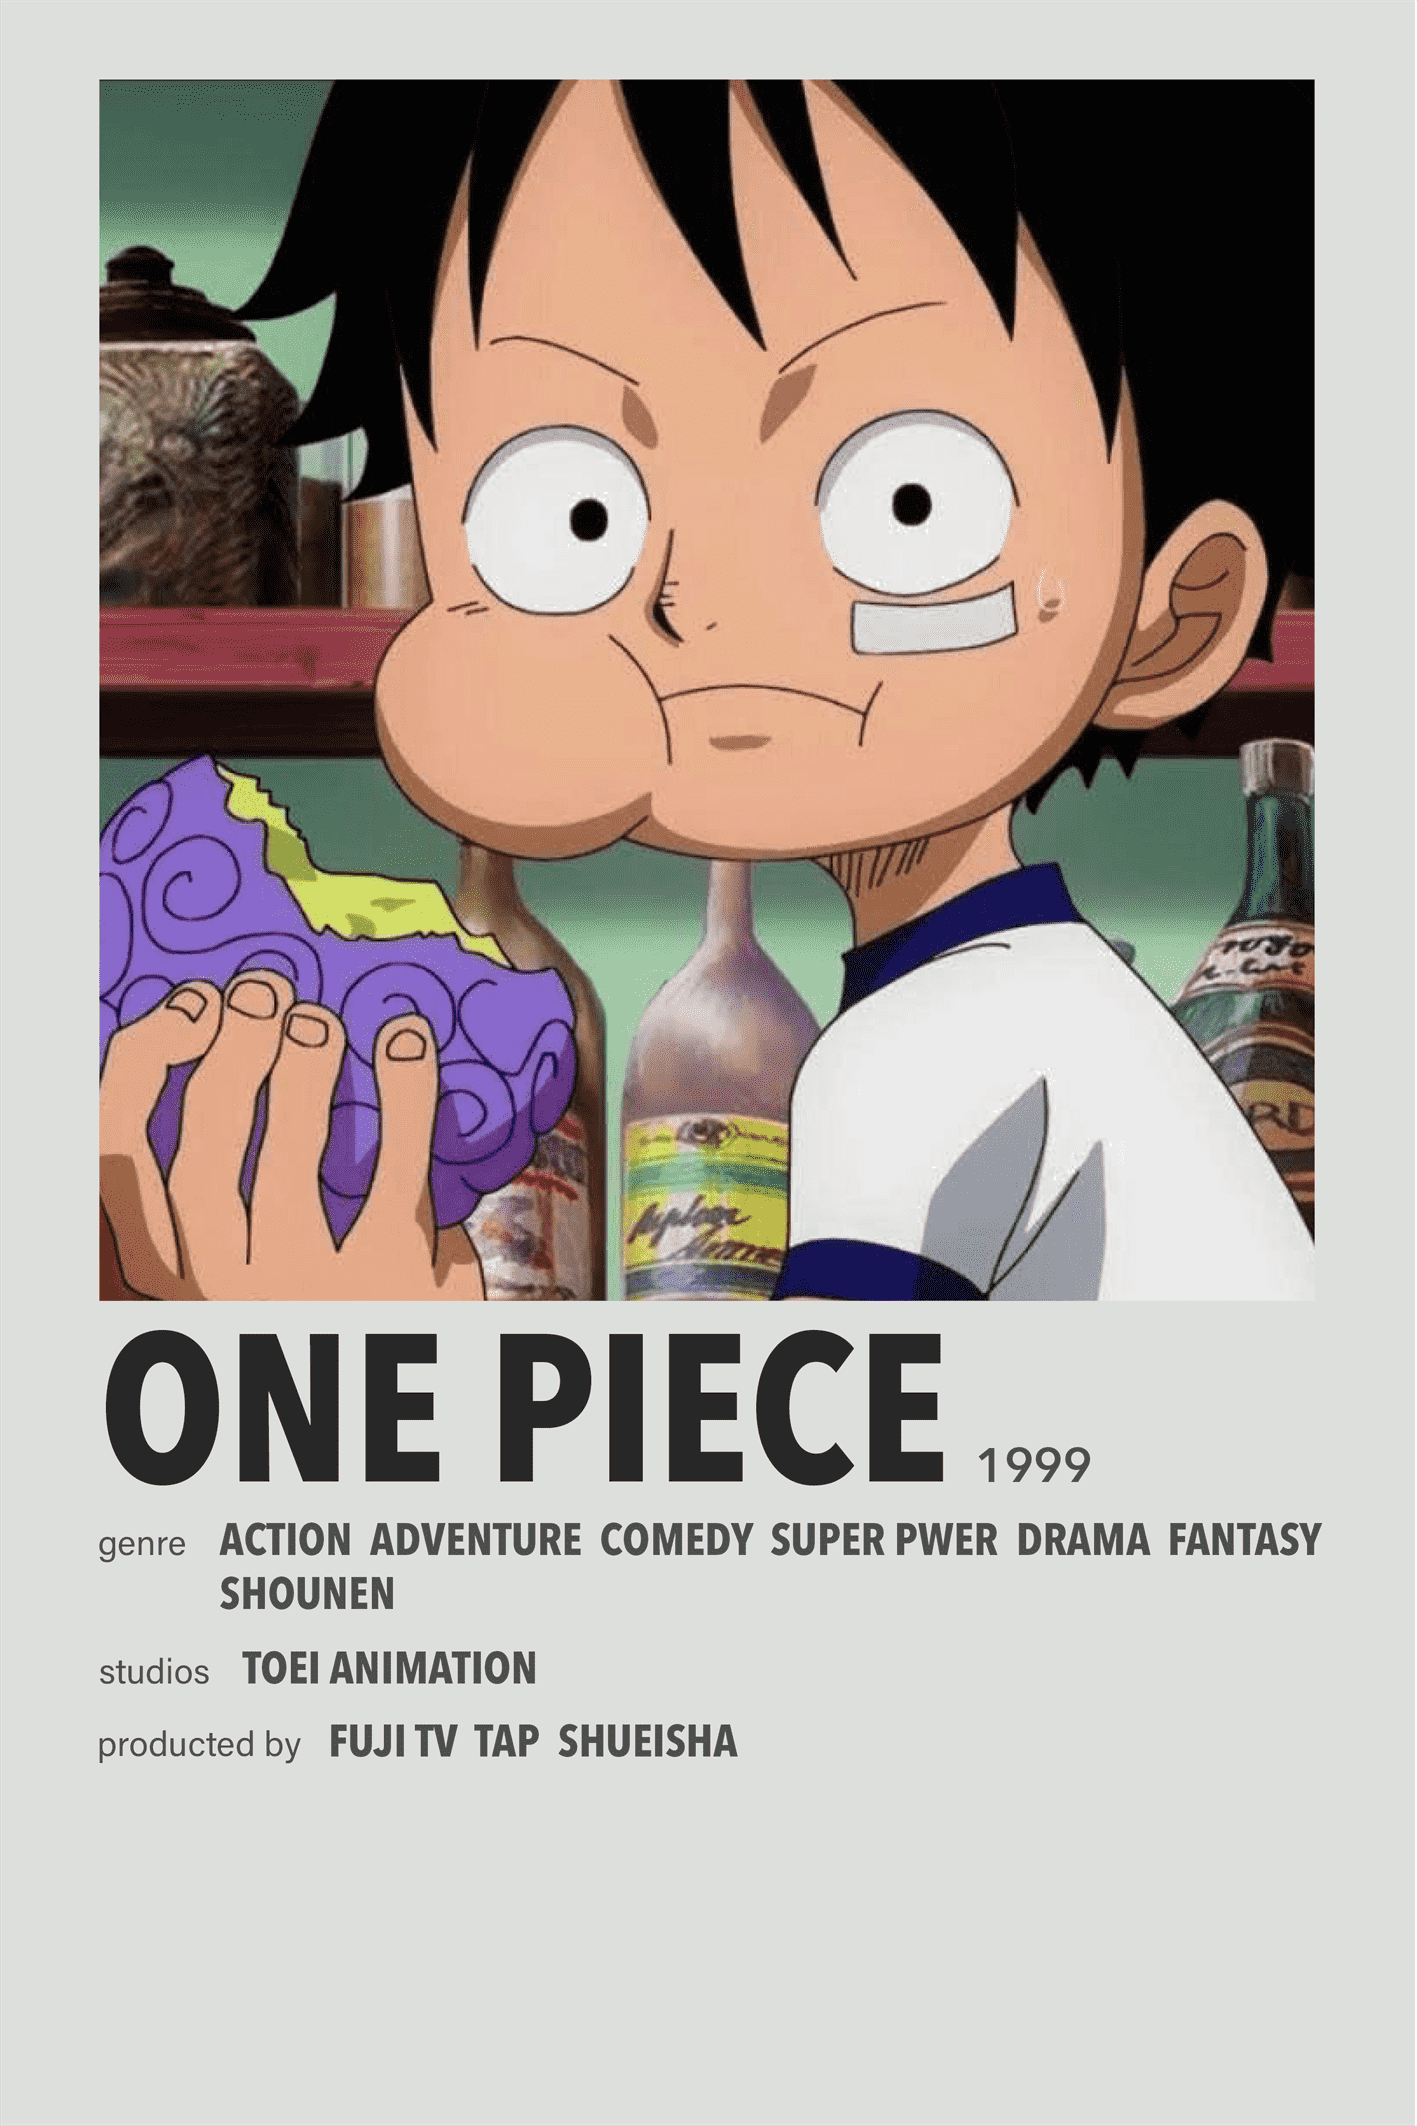 ONE PIECE 1999
genre ACTION ADVENTURE COMEDY SUPER PWER DRAMA FANTASY
SHOUNEN
studios TOEI ANIMATION
producted by FUJI TV TAP SHUEISHA